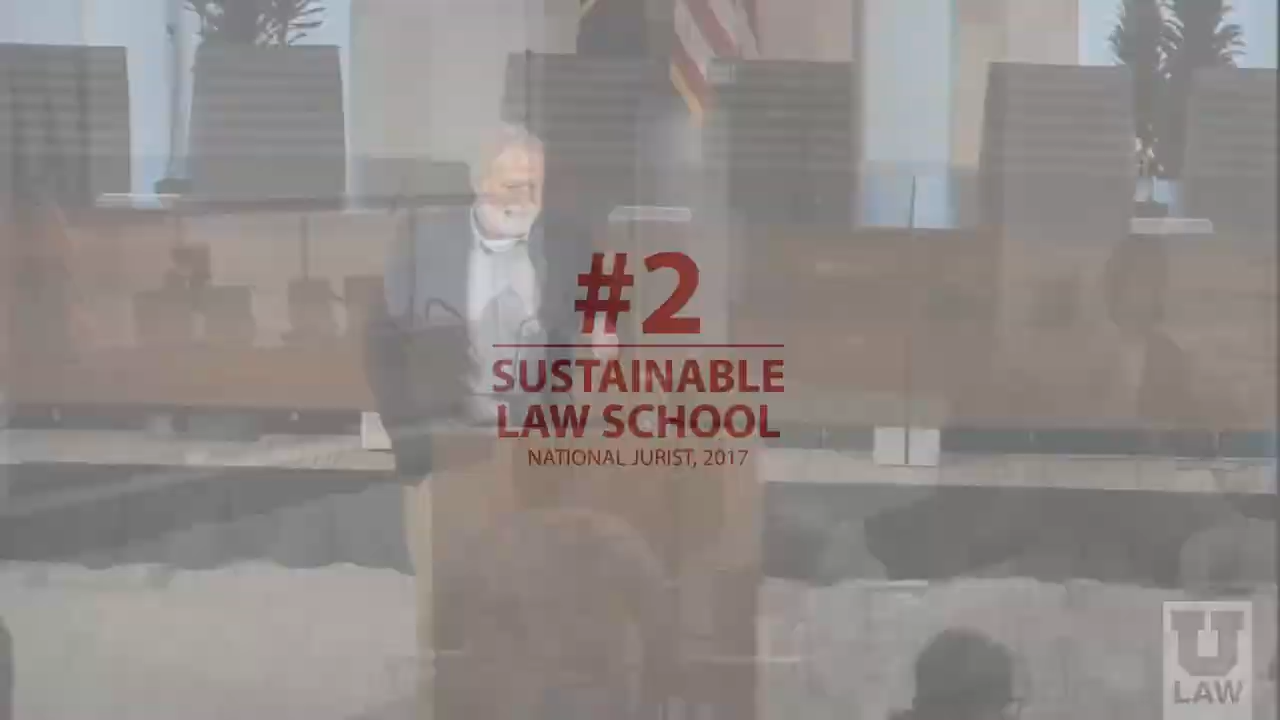 #2
SUSTAINABLE
LAW SCHOOL
NATIONAL JURIST, 2017
U
LAW